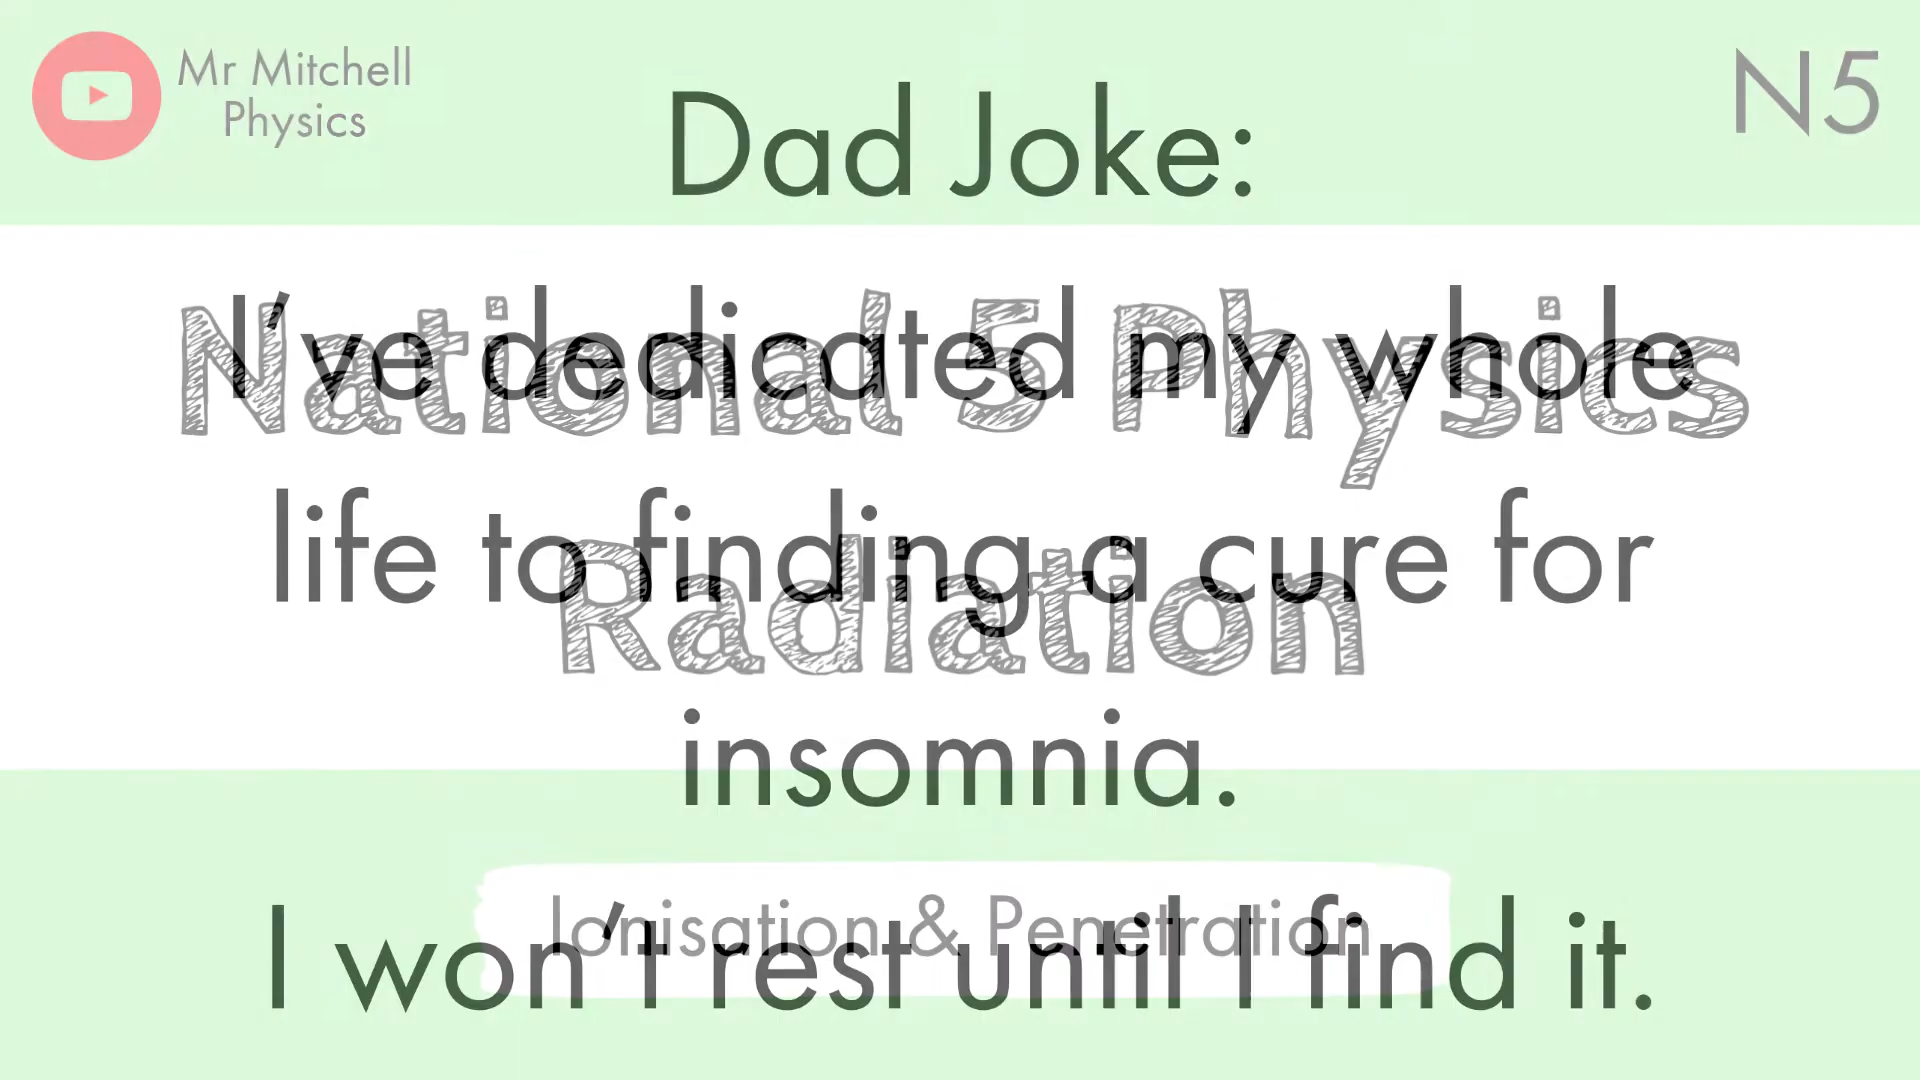 Mr Mitchell
Physics
N5
Dad Joke:
I’ve dedicated my whole
life to finding a cure for
insomnia.
I won’t rest until I find it.
National 5 Physics
Radiation
Ionisation & Penetration